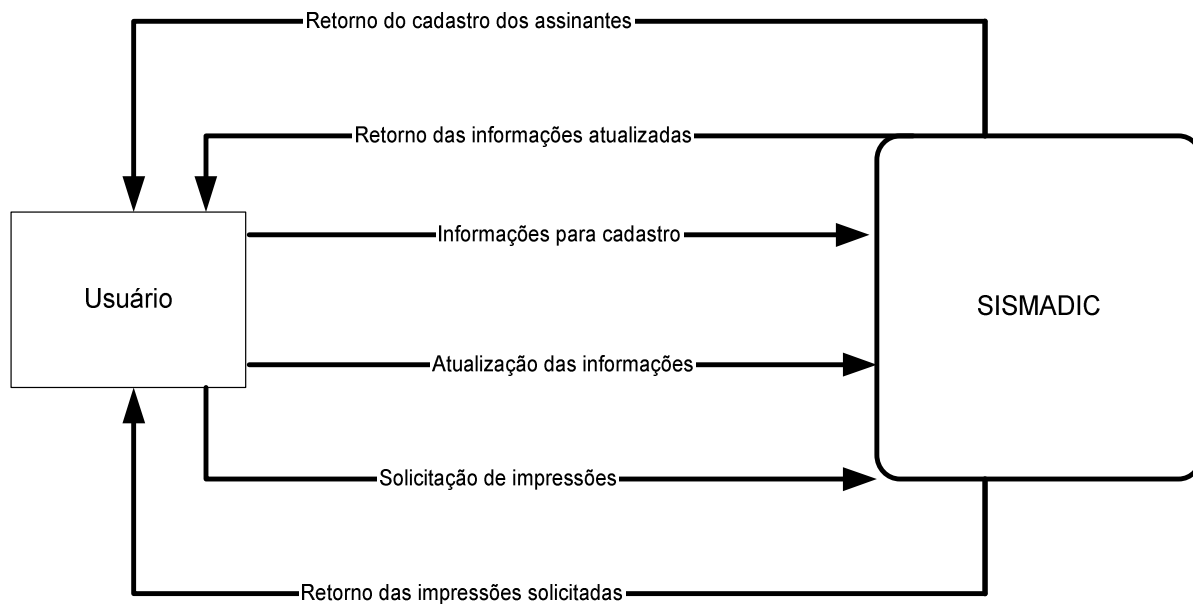 Retorno do cadastro dos assinantes
Retorno das informações atualizadas
Informações para cadastro
Usuário
SISMADIC
Atualização das informações
Solicitação de impressões
Retorno das impressões solicitadas